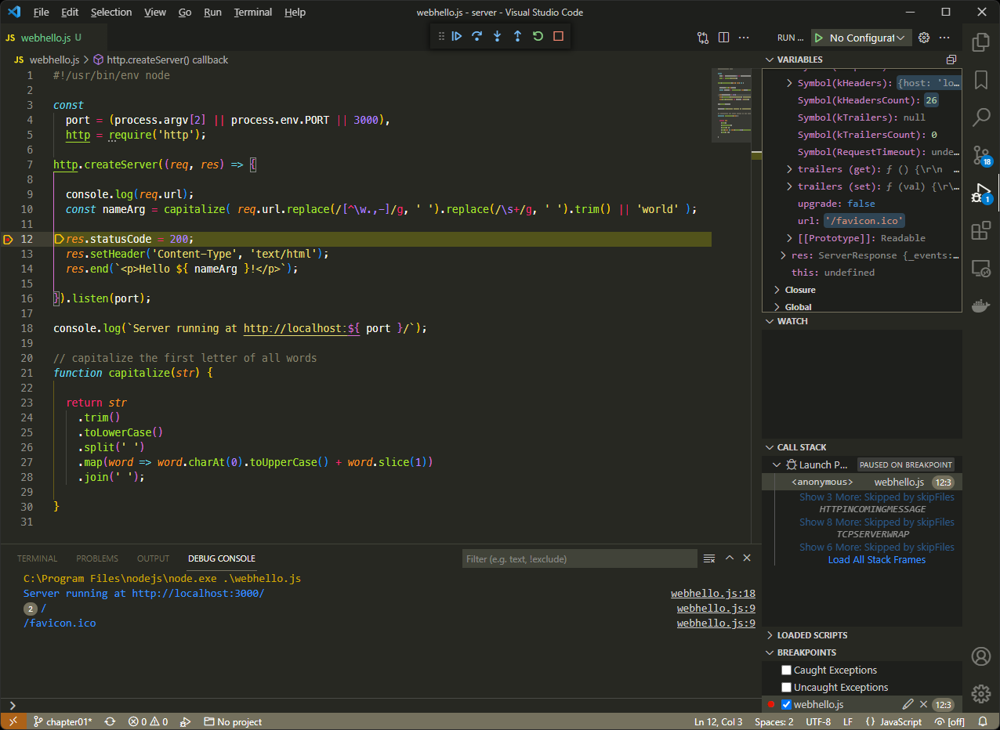 File Edit Selection View Go Run Terminal Help
webhello.js - server - Visual Studio Code
JS webhello.js U
RUN ... No Configurat
JS webhello.js > http.createServer() callback
1 #!/usr/bin/env node
2
3 const
4 port = (process.argv[2] || process.env.PORT || 3000),
5 http = require('http');
6
7 http.createServer((req, res) => {
8
9 console.log(req.url);
10 const nameArg = capitalize( req.url.replace(/[^\w.,-]/g, ' ').replace(/\s+/g, ' ').trim() || 'world' );
11
12 res.statusCode = 200;
13 res.setHeader('Content-Type', 'text/html');
14 res.end(`<p>Hello ${ nameArg }!</p>`);
15
16 }).listen(port);
17
18 console.log(`Server running at http://localhost:${ port }/`);
19
20 // capitalize the first letter of all words
21 function capitalize(str) {
22
23 return str
24 .trim()
25 .toLowerCase()
26 .split(' ')
27 .map(word => word.charAt(0).toUpperCase() + word.slice(1))
28 .join(' ');
29
30 }
31
VARIABLES
Symbol(kHeaders): {host: 'lo...
Symbol(kHeadersCount): 26
Symbol(kTrailers): null
Symbol(kTrailersCount): 0
Symbol(RequestTimeout): unde...
trailers (get): ƒ () {\r\n ...
trailers (set): ƒ (val) {\r\...
upgrade: false
url: '/favicon.ico'
[[Prototype]]: Readable
res: ServerResponse {_events:...
this: undefined
Closure
Global
WATCH
CALL STACK
Launch P... PAUSED ON BREAKPOINT
<anonymous> webhello.js 12:3
Show 3 More: Skipped by skipFiles
HTTPINCOMINGMESSAGE
Show 8 More: Skipped by skipFiles
TCPSERVERWRAP
Show 6 More: Skipped by skipFiles
Load All Stack Frames
LOADED SCRIPTS
BREAKPOINTS
Caught Exceptions
Uncaught Exceptions
webhello.js 12:3
18
1
TERMINAL PROBLEMS OUTPUT DEBUG CONSOLE
Filter (e.g. text, !exclude)
C:\Program Files\nodejs\node.exe .\webhello.js
Server running at http://localhost:3000/ webhello.js:18
2 / webhello.js:9
/favicon.ico webhello.js:9
chapter01* 0 0 No project Ln 12, Col 3 Spaces: 2 UTF-8 LF {} JavaScript [off]